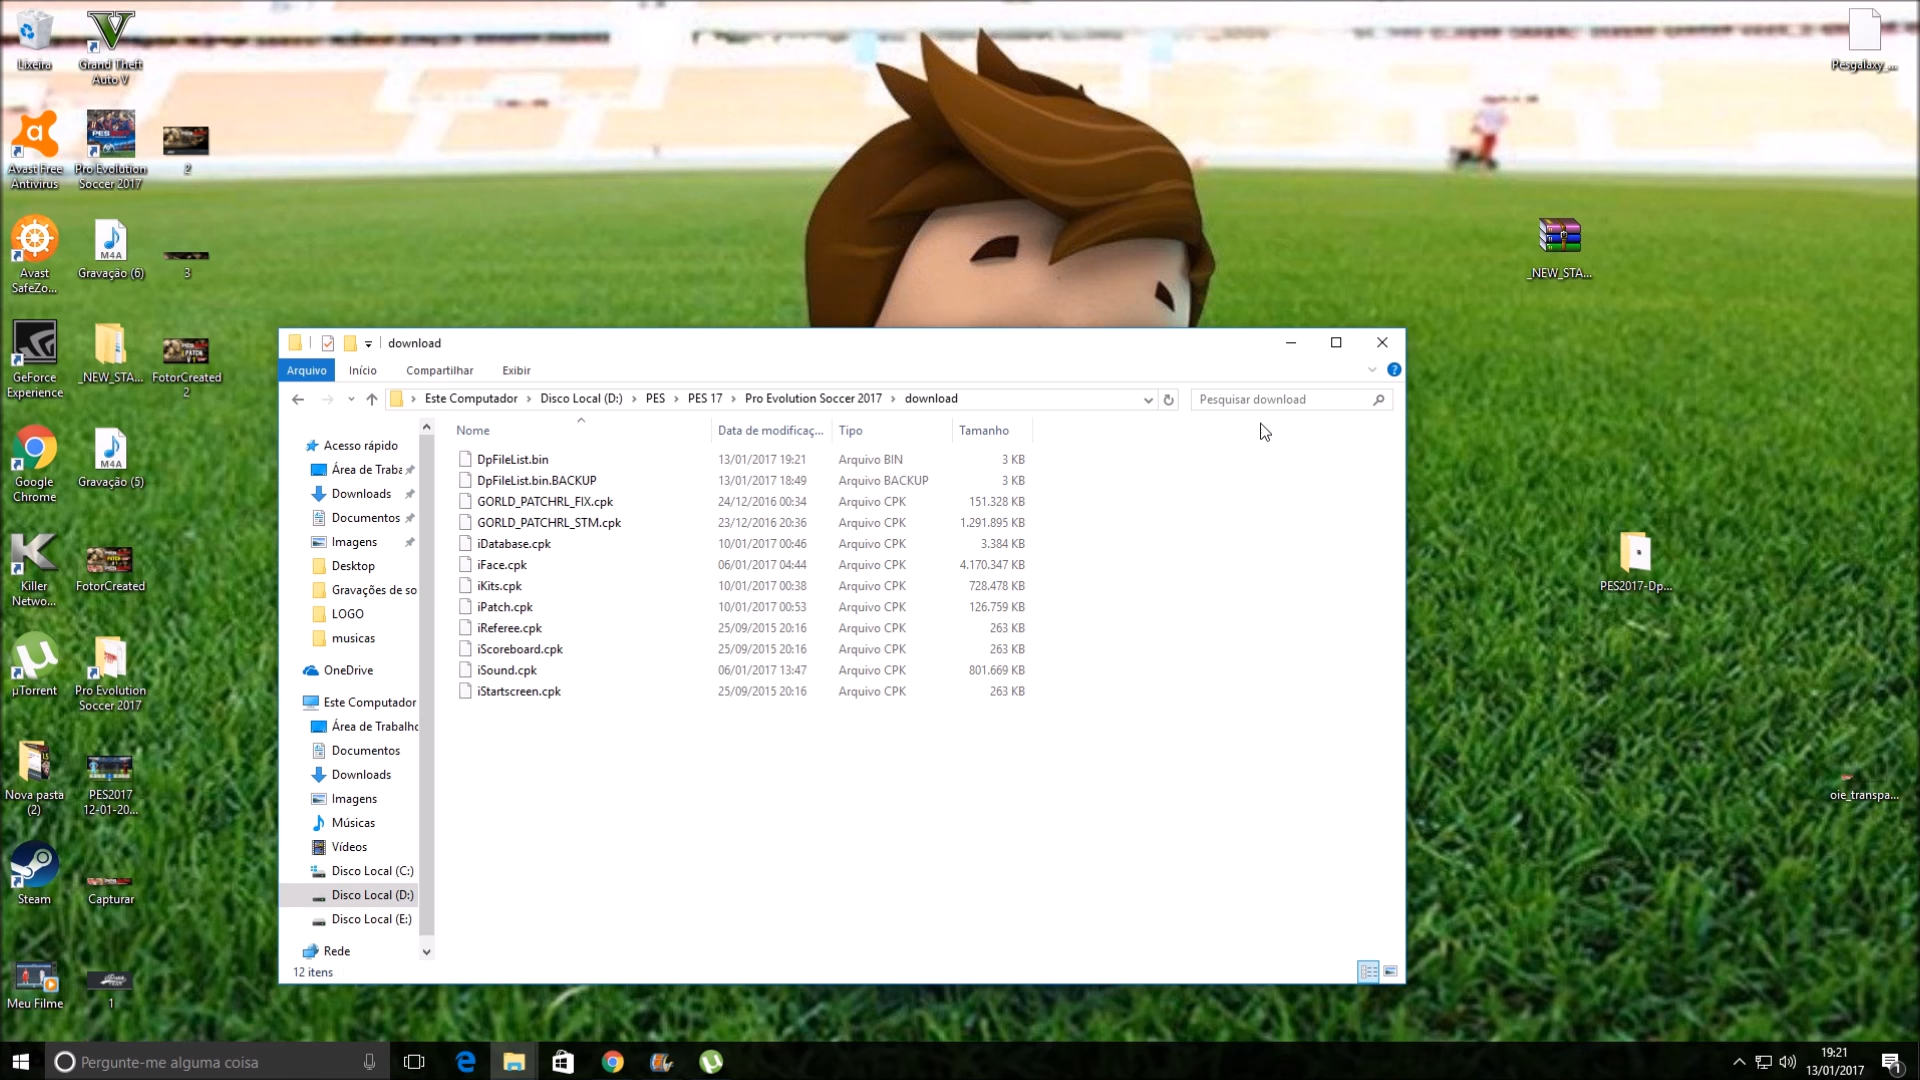 Lixeira
Grand Theft
Auto V
Pesgalaxy_...
Avast Free
Antivirus
Pro Evolution
Soccer 2017
2
Avast
SafeZo...
M4A
Gravação (6)
3
_NEW_STA...
GeForce
Experience
_NEW_STA...
FotorCreated
2
Google
Chrome
M4A
Gravação (5)
Killer
Netwo...
FotorCreated
PES2017-Dp...
µTorrent
Pro Evolution
Soccer 2017
Nova pasta
(2)
PES2017
12-01-20...
oie_transpa...
Steam
Capturar
Meu Filme
1
download
Arquivo
Início
Compartilhar
Exibir
Este Computador
Disco Local (D:)
PES
PES 17
Pro Evolution Soccer 2017
download
Pesquisar download
Acesso rápido
Área de Traba
Downloads
Documentos
Imagens
Desktop
Gravações de so
LOGO
musicas
OneDrive
Este Computador
Área de Trabalho
Documentos
Downloads
Imagens
Músicas
Vídeos
Disco Local (C:)
Disco Local (D:)
Disco Local (E:)
Rede
Nome Data de modificaç... Tipo Tamanho
DpFileList.bin 13/01/2017 19:21 Arquivo BIN 3 KB
DpFileList.bin.BACKUP 13/01/2017 18:49 Arquivo BACKUP 3 KB
GORLD_PATCHRL_FIX.cpk 24/12/2016 00:34 Arquivo CPK 151.328 KB
GORLD_PATCHRL_STM.cpk 23/12/2016 20:36 Arquivo CPK 1.291.895 KB
iDatabase.cpk 10/01/2017 00:46 Arquivo CPK 3.384 KB
iFace.cpk 06/01/2017 04:44 Arquivo CPK 4.170.347 KB
iKits.cpk 10/01/2017 00:38 Arquivo CPK 728.478 KB
iPatch.cpk 10/01/2017 00:53 Arquivo CPK 126.759 KB
iReferee.cpk 25/09/2015 20:16 Arquivo CPK 263 KB
iScoreboard.cpk 25/09/2015 20:16 Arquivo CPK 263 KB
iSound.cpk 06/01/2017 13:47 Arquivo CPK 801.669 KB
iStartscreen.cpk 25/09/2015 20:16 Arquivo CPK 263 KB
12 itens
Pergunte-me alguma coisa
19:21
13/01/2017
1